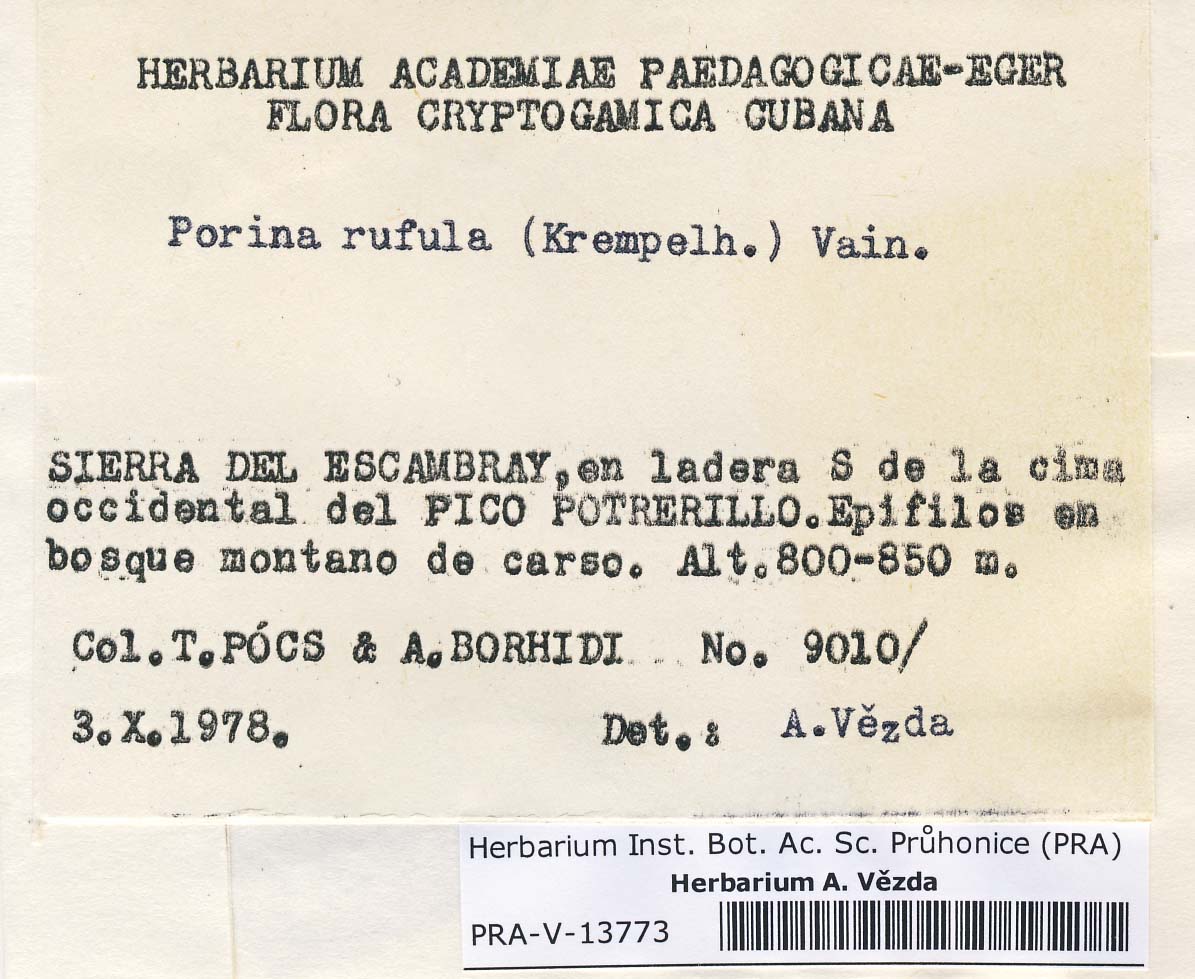 HERBARIUM ACADEMIAE PAEDAGOGICAE-EGER
FLORA CRYPTOGAMICA CUBANA
Porina rufula (Krempelh.) Vain.
SIERRA DEL ESCAMBRAY, en ladera S de la cima
occidental del PICO POTRERILLO. Epifilos en
bosque montano de carso. Alt. 800-850 m.
Col. T. PÓCS & A. BORHIDI No. 9010/
3.X.1978. Det.: A. Vězda
Herbarium Inst. Bot. Ac. Sc. Průhonice (PRA)
Herbarium A. Vězda
PRA-V-13773